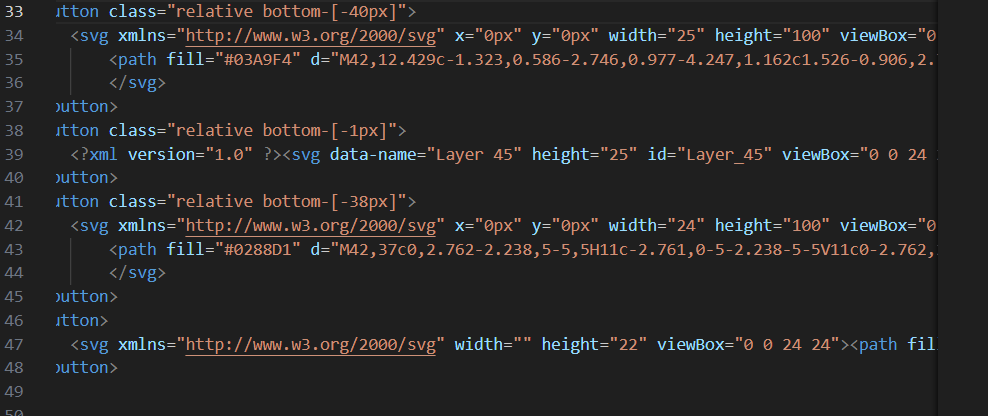 33 utton class="relative bottom-[-40px]">
34 <svg xmlns="http://www.w3.org/2000/svg" x="0px" y="0px" width="25" height="100" viewBox="0
35 <path fill="#03A9F4" d="M42,12.429c-1.323,0.586-2.746,0.977-4.247,1.162c1.526-0.906,2.
36 </svg>
37 button>
38 utton class="relative bottom-[-1px]">
39 <?xml version="1.0" ?><svg data-name="Layer 45" height="25" id="Layer_45" viewBox="0 0 24
40 button>
41 utton class="relative bottom-[-38px]">
42 <svg xmlns="http://www.w3.org/2000/svg" x="0px" y="0px" width="24" height="100" viewBox="0
43 <path fill="#0288D1" d="M42,37c0,2.762-2.238,5-5,5H11c-2.761,0-5-2.238-5-5V11c0-2.762,
44 </svg>
45 button>
46 utton>
47 <svg xmlns="http://www.w3.org/2000/svg" width="" height="22" viewBox="0 0 24 24"><path fil
48 button>
49
50